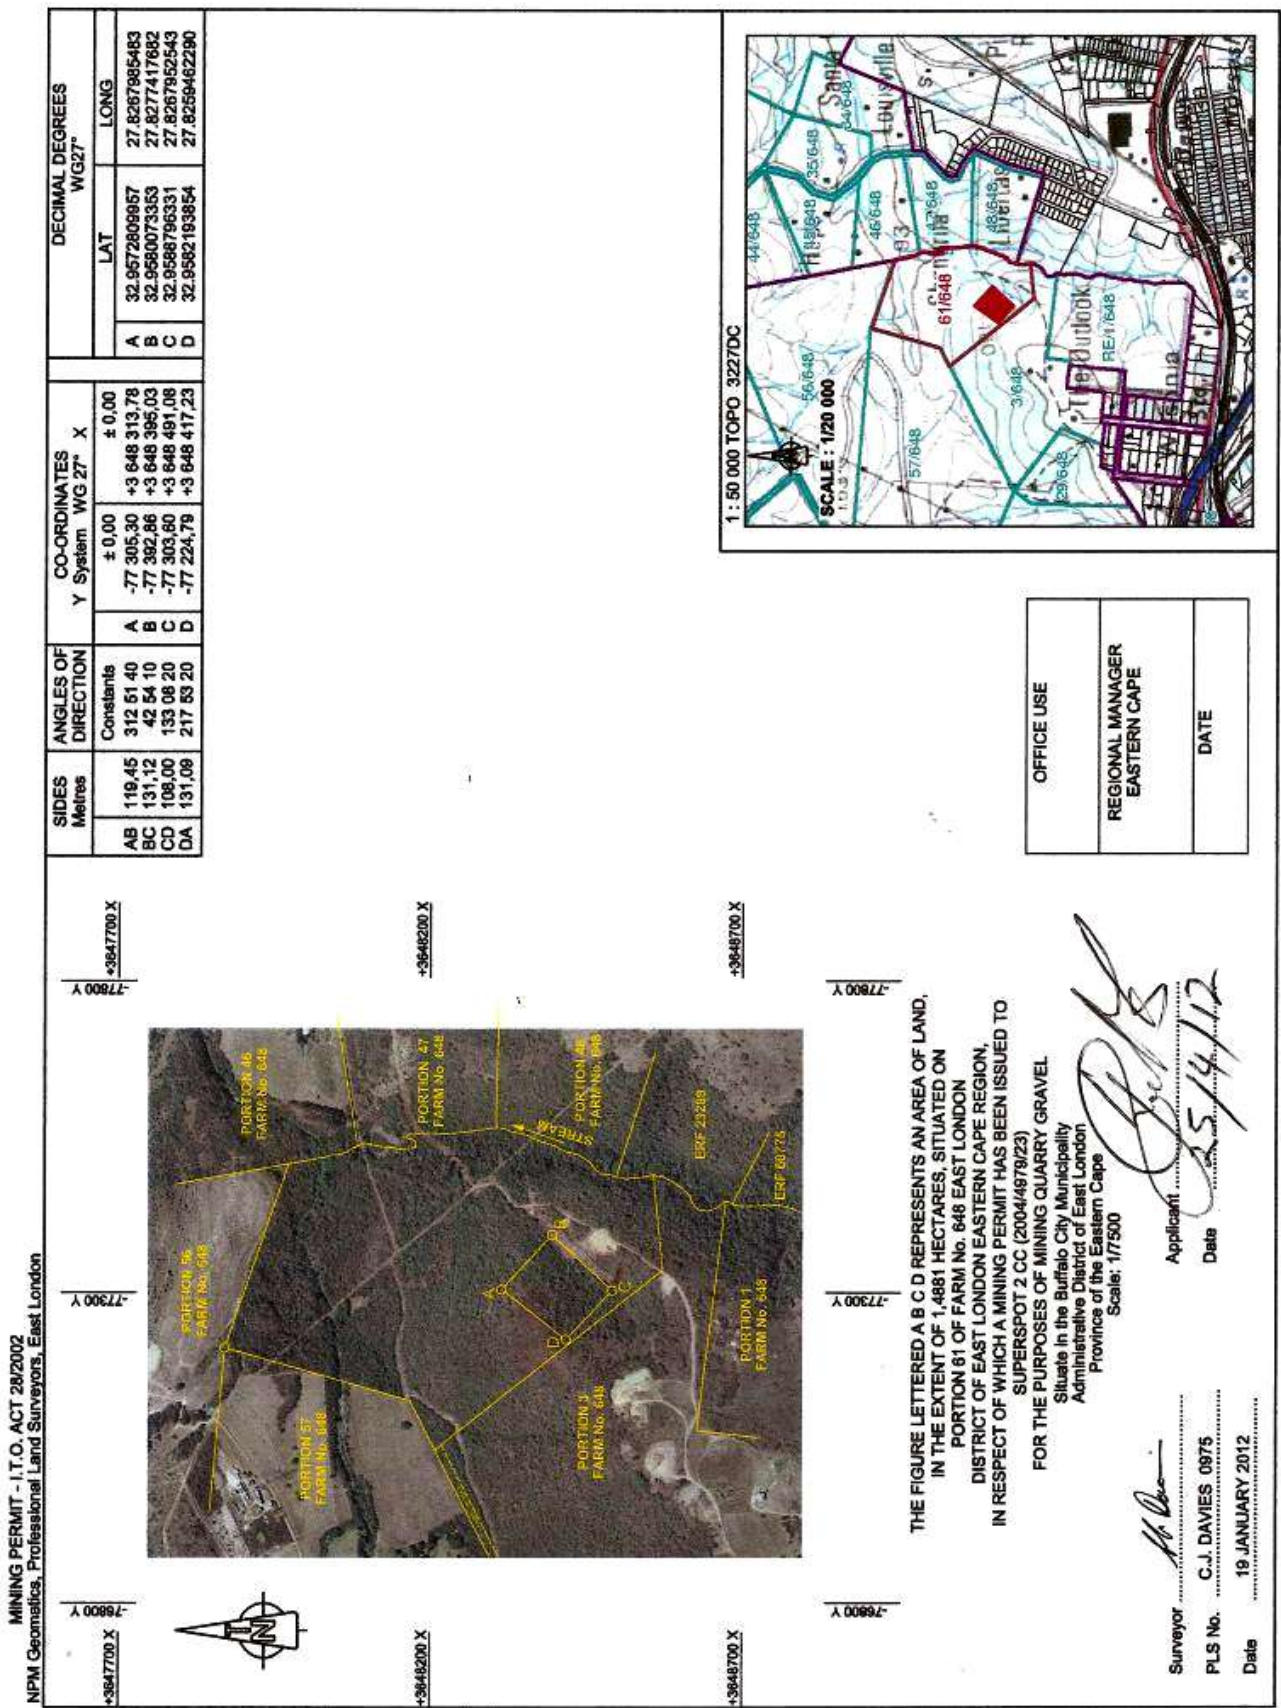 MINING PERMIT - I.T.O. ACT 28/2002
NPM Geomatics, Professional Land Surveyors, East London
SIDES Metres | ANGLES OF DIRECTION | CO-ORDINATES Y System WG 27° X | DECIMAL DEGREES WG27°
Constants ± 0,00 ± 0,00 LAT LONG
AB 119,45 312 51 40 A -77 305,30 +3 648 313,78 A 32.9572809957 27.8267985483
BC 131,12 42 54 10 B -77 392,86 +3 648 395,03 B 32.9580073353 27.8277417682
CD 108,00 133 08 20 C -77 303,60 +3 648 491,08 C 32.9588796331 27.8267952543
DA 131,09 217 53 20 D -77 224,79 +3 648 417,23 D 32.9582193854 27.8259462290
-76800 Y
-77300 Y
-77800 Y
+3647700 X
+3647700 X
N
PORTION 56
FARM No. 648
PORTION 46
FARM No. 648
PORTION 57
FARM No. 648
PORTION 47
FARM No. 648
+3648200 X
+3648200 X
A
B
C
D
STREAM
PORTION 48
FARM No. 648
PORTION 3
FARM No. 648
ERF 23289
ERF 60775
PORTION 1
FARM No. 648
+3648700 X
+3648700 X
-76800 Y
-77300 Y
-77800 Y
THE FIGURE LETTERED A B C D REPRESENTS AN AREA OF LAND,
IN THE EXTENT OF 1,4881 HECTARES, SITUATED ON
PORTION 61 OF FARM No. 648 EAST LONDON
DISTRICT OF EAST LONDON EASTERN CAPE REGION,
IN RESPECT OF WHICH A MINING PERMIT HAS BEEN ISSUED TO
SUPERSPOT 2 CC (2004/4979/23)
FOR THE PURPOSES OF MINING QUARRY GRAVEL
Situate in the Buffalo City Municipality
Administrative District of East London
Province of the Eastern Cape
Scale: 1/7500
Surveyor
PLS No. C.J. DAVIES 0975
Date 19 JANUARY 2012
Applicant
Date 25/4/12
OFFICE USE
REGIONAL MANAGER
EASTERN CAPE
DATE
1 : 50 000 TOPO 3227DC
SCALE : 1/20 000
44/648
56/648
35/648
46/648
57/648
47/648
61/648
48/648
3/648
29/648
RE/1/648
The Outlook
Louisville